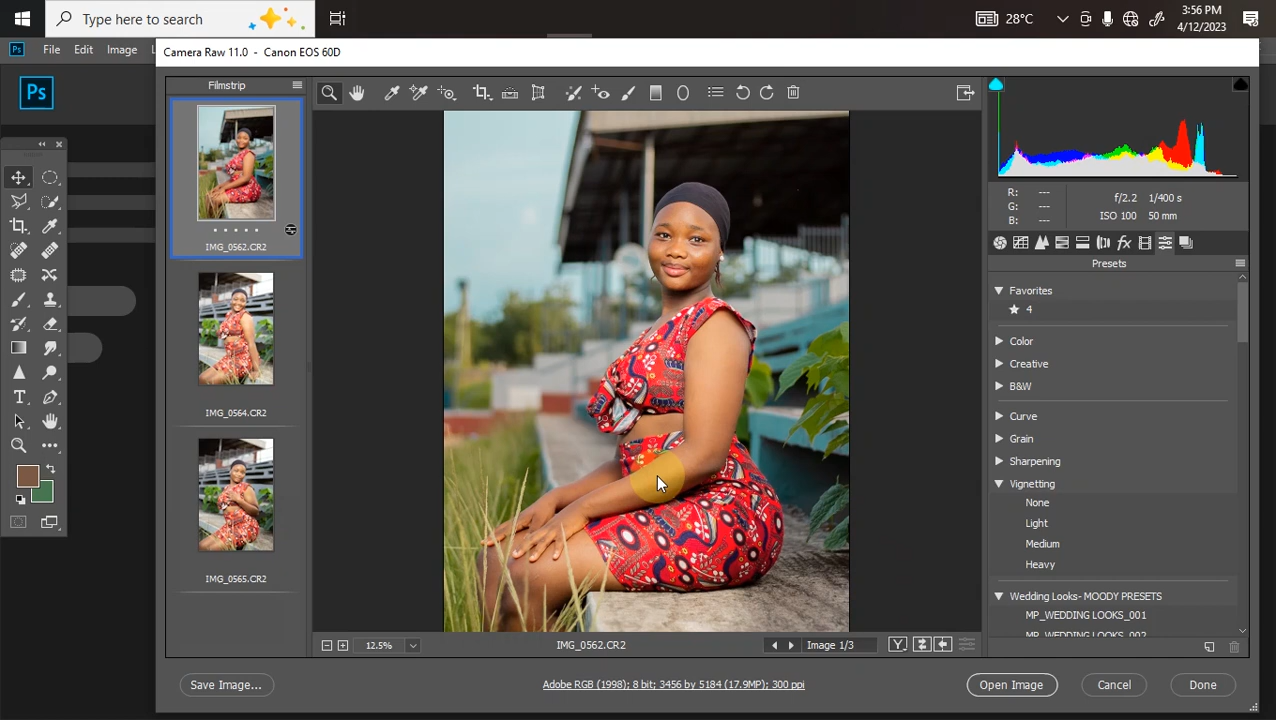 Type here to search
28°C
3:56 PM
4/12/2023
Ps
File Edit Image L
Camera Raw 11.0 - Canon EOS 60D
Ps
Filmstrip
IMG_0562.CR2
IMG_0564.CR2
IMG_0565.CR2
R: ---
G: ---
B: ---
f/2.2 1/400 s
ISO 100 50 mm
Presets
Favorites
4
Color
Creative
B&W
Curve
Grain
Sharpening
Vignetting
None
Light
Medium
Heavy
Wedding Looks- MOODY PRESETS
MP_WEDDING LOOKS_001
MP_WEDDING LOOKS_002
12.5%
IMG_0562.CR2
Image 1/3
Y
Save Image...
Adobe RGB (1998); 8 bit; 3456 by 5184 (17.9MP); 300 ppi
Open Image
Cancel
Done